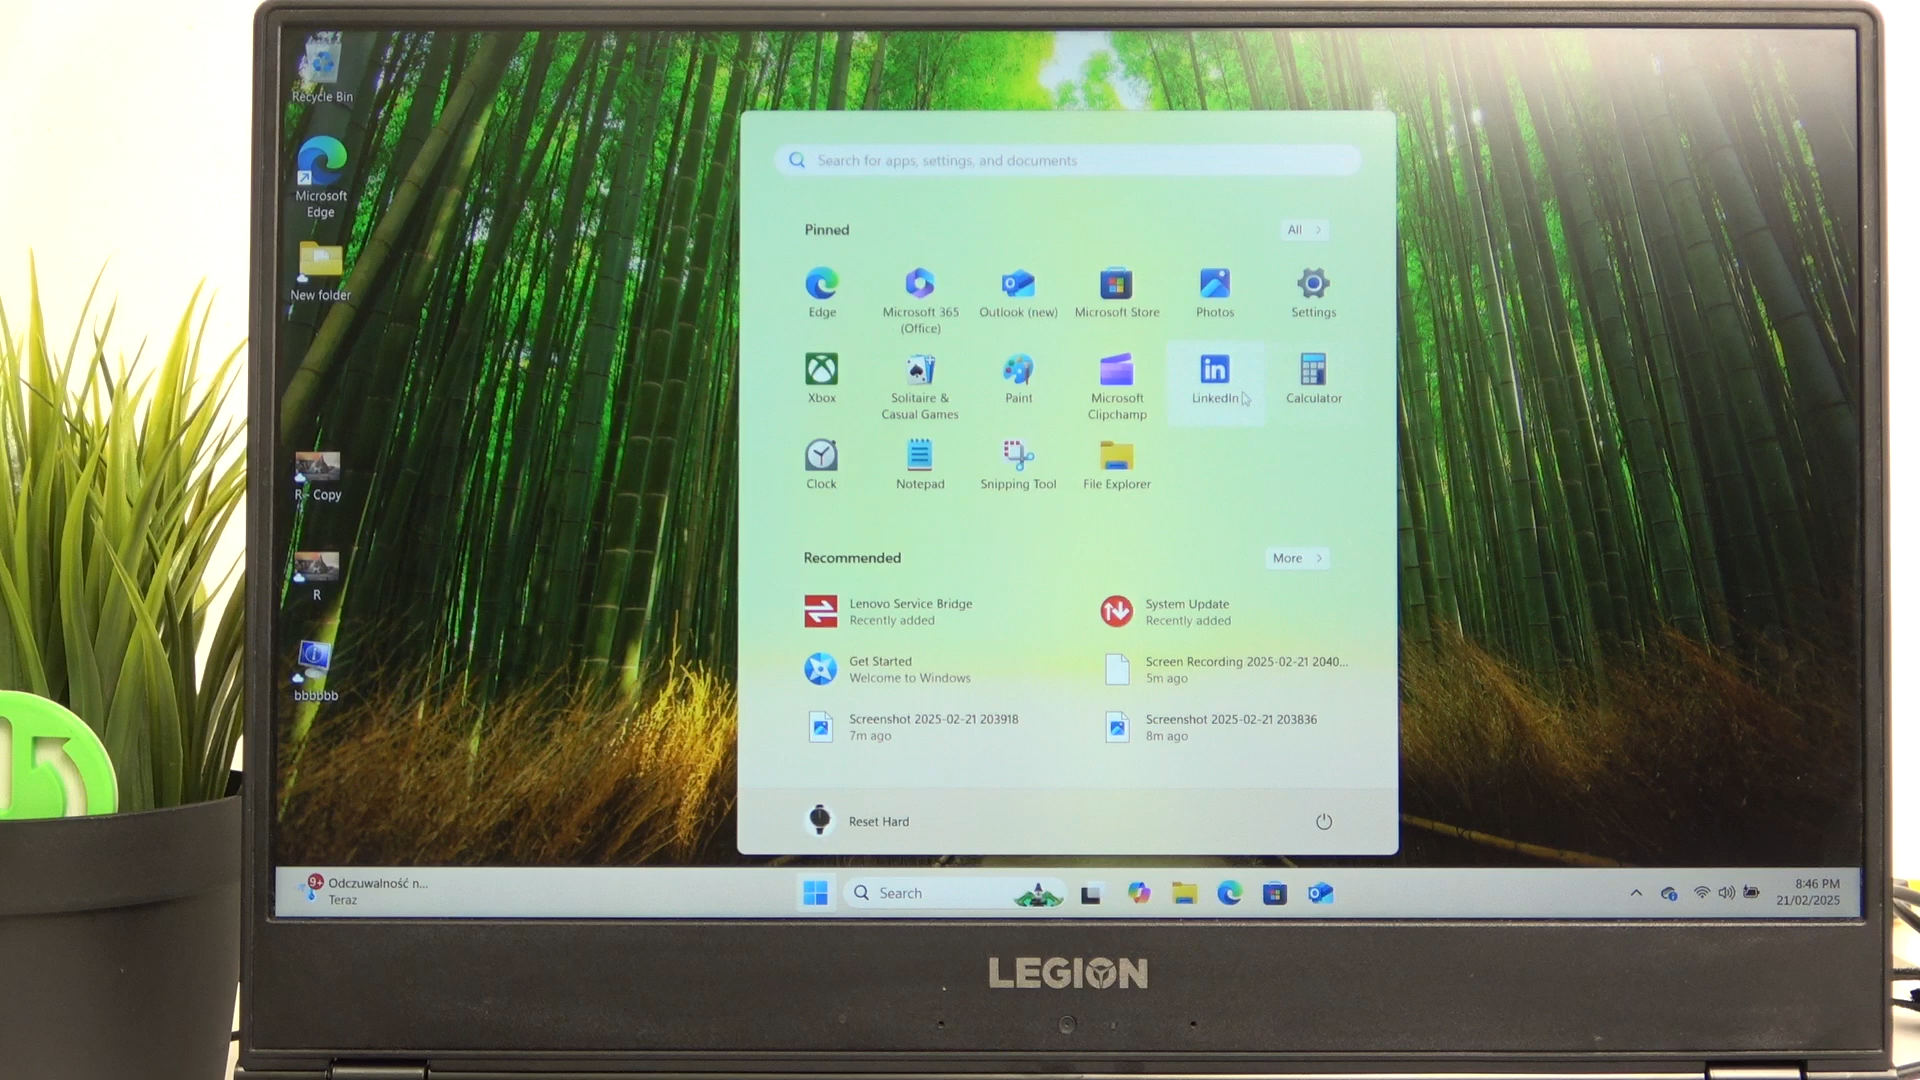 Recycle Bin
Microsoft
Edge
New folder
R - Copy
R
bbbbbb
Search for apps, settings, and documents
Pinned
All
Edge
Microsoft 365
(Office)
Outlook (new)
Microsoft Store
Photos
Settings
Xbox
Solitaire &
Casual Games
Paint
Microsoft
Clipchamp
LinkedIn
Calculator
Clock
Notepad
Snipping Tool
File Explorer
Recommended
More
Lenovo Service Bridge
Recently added
System Update
Recently added
Get Started
Welcome to Windows
Screen Recording 2025-02-21 2040...
5m ago
Screenshot 2025-02-21 203918
7m ago
Screenshot 2025-02-21 203836
8m ago
Reset Hard
9+
Odczuwalność n...
Teraz
Search
8:46 PM
21/02/2025
LEGION